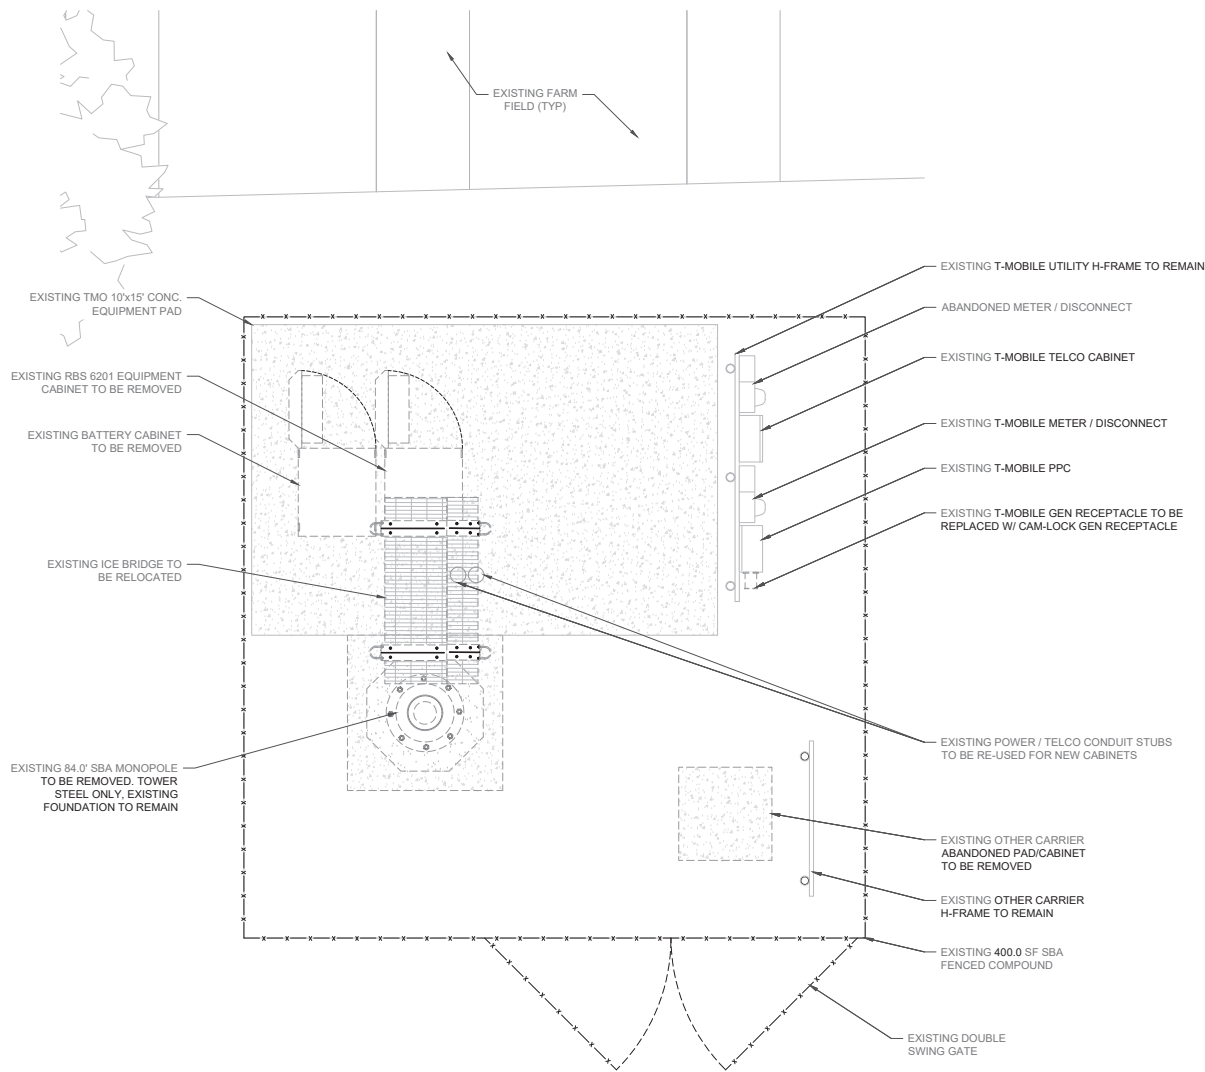 EXISTING FARM
FIELD (TYP)
EXISTING TMO 10'x15' CONC.
EQUIPMENT PAD
EXISTING RBS 6201 EQUIPMENT
CABINET TO BE REMOVED
EXISTING BATTERY CABINET
TO BE REMOVED
EXISTING ICE BRIDGE TO
BE RELOCATED
EXISTING 84.0' SBA MONOPOLE
TO BE REMOVED. TOWER
STEEL ONLY, EXISTING
FOUNDATION TO REMAIN
EXISTING T-MOBILE UTILITY H-FRAME TO REMAIN
ABANDONED METER / DISCONNECT
EXISTING T-MOBILE TELCO CABINET
EXISTING T-MOBILE METER / DISCONNECT
EXISTING T-MOBILE PPC
EXISTING T-MOBILE GEN RECEPTACLE TO BE
REPLACED W/ CAM-LOCK GEN RECEPTACLE
EXISTING POWER / TELCO CONDUIT STUBS
TO BE RE-USED FOR NEW CABINETS
EXISTING OTHER CARRIER
ABANDONED PAD/CABINET
TO BE REMOVED
EXISTING OTHER CARRIER
H-FRAME TO REMAIN
EXISTING 400.0 SF SBA
FENCED COMPOUND
EXISTING DOUBLE
SWING GATE